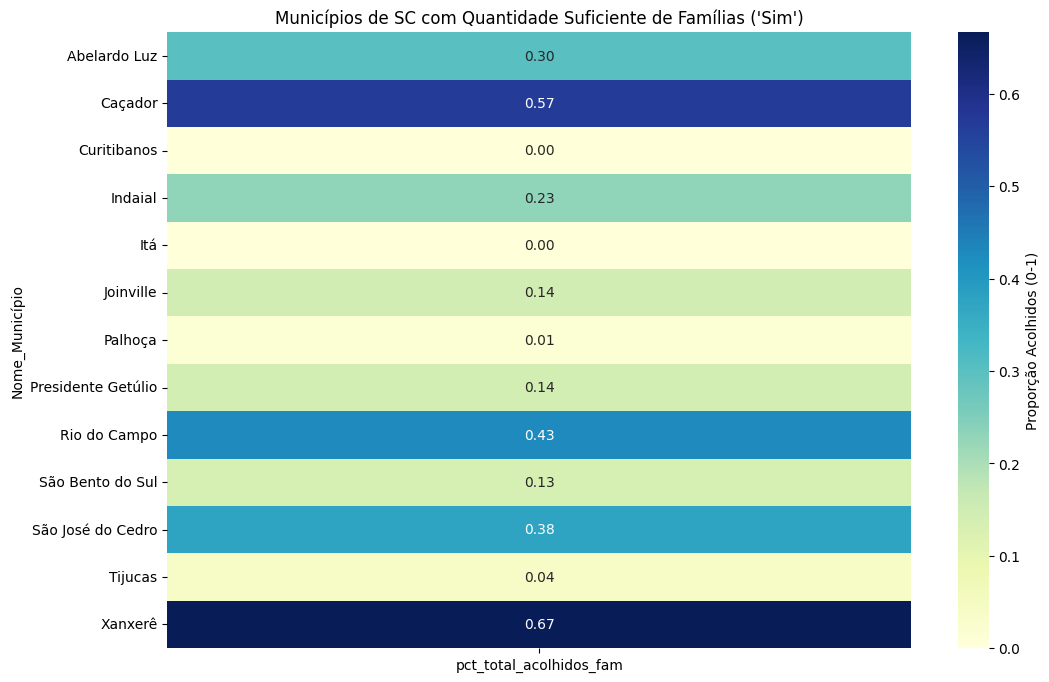 Municípios de SC com Quantidade Suficiente de Famílias ('Sim')
Nome_Município
Abelardo Luz 0.30
Caçador 0.57
Curitibanos 0.00
Indaial 0.23
Itá 0.00
Joinville 0.14
Palhoça 0.01
Presidente Getúlio 0.14
Rio do Campo 0.43
São Bento do Sul 0.13
São José do Cedro 0.38
Tijucas 0.04
Xanxerê 0.67
pct_total_acolhidos_fam
0.6
0.5
0.4
0.3
0.2
0.1
0.0
Proporção Acolhidos (0-1)